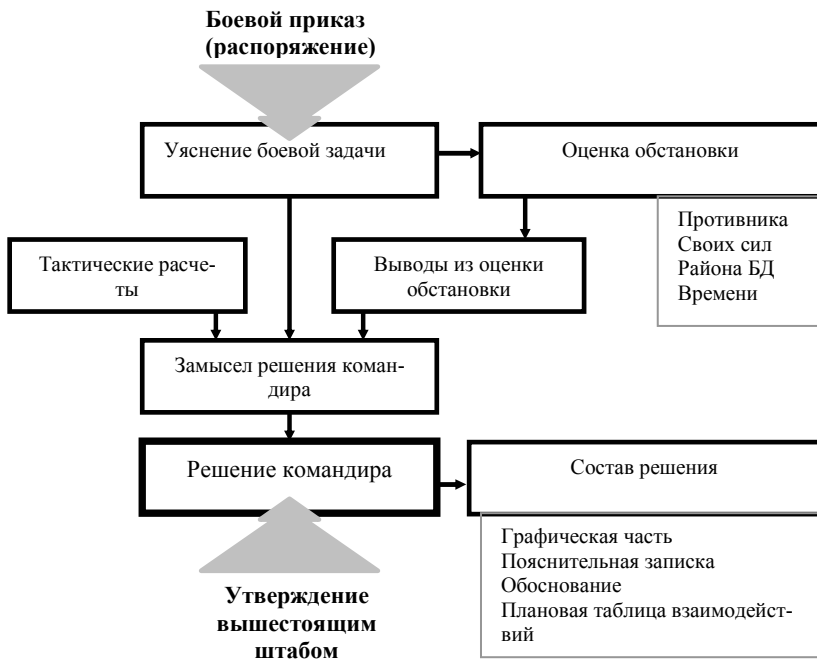 Боевой приказ
(распоряжение)
Уяснение боевой задачи
Оценка обстановки
Противника
Своих сил
Района БД
Времени
Тактические расче-
ты
Выводы из оценки
обстановки
Замысел решения коман-
дира
Решение командира
Состав решения
Графическая часть
Пояснительная записка
Обоснование
Плановая таблица взаимодейст-
вий
Утверждение
вышестоящим
штабом